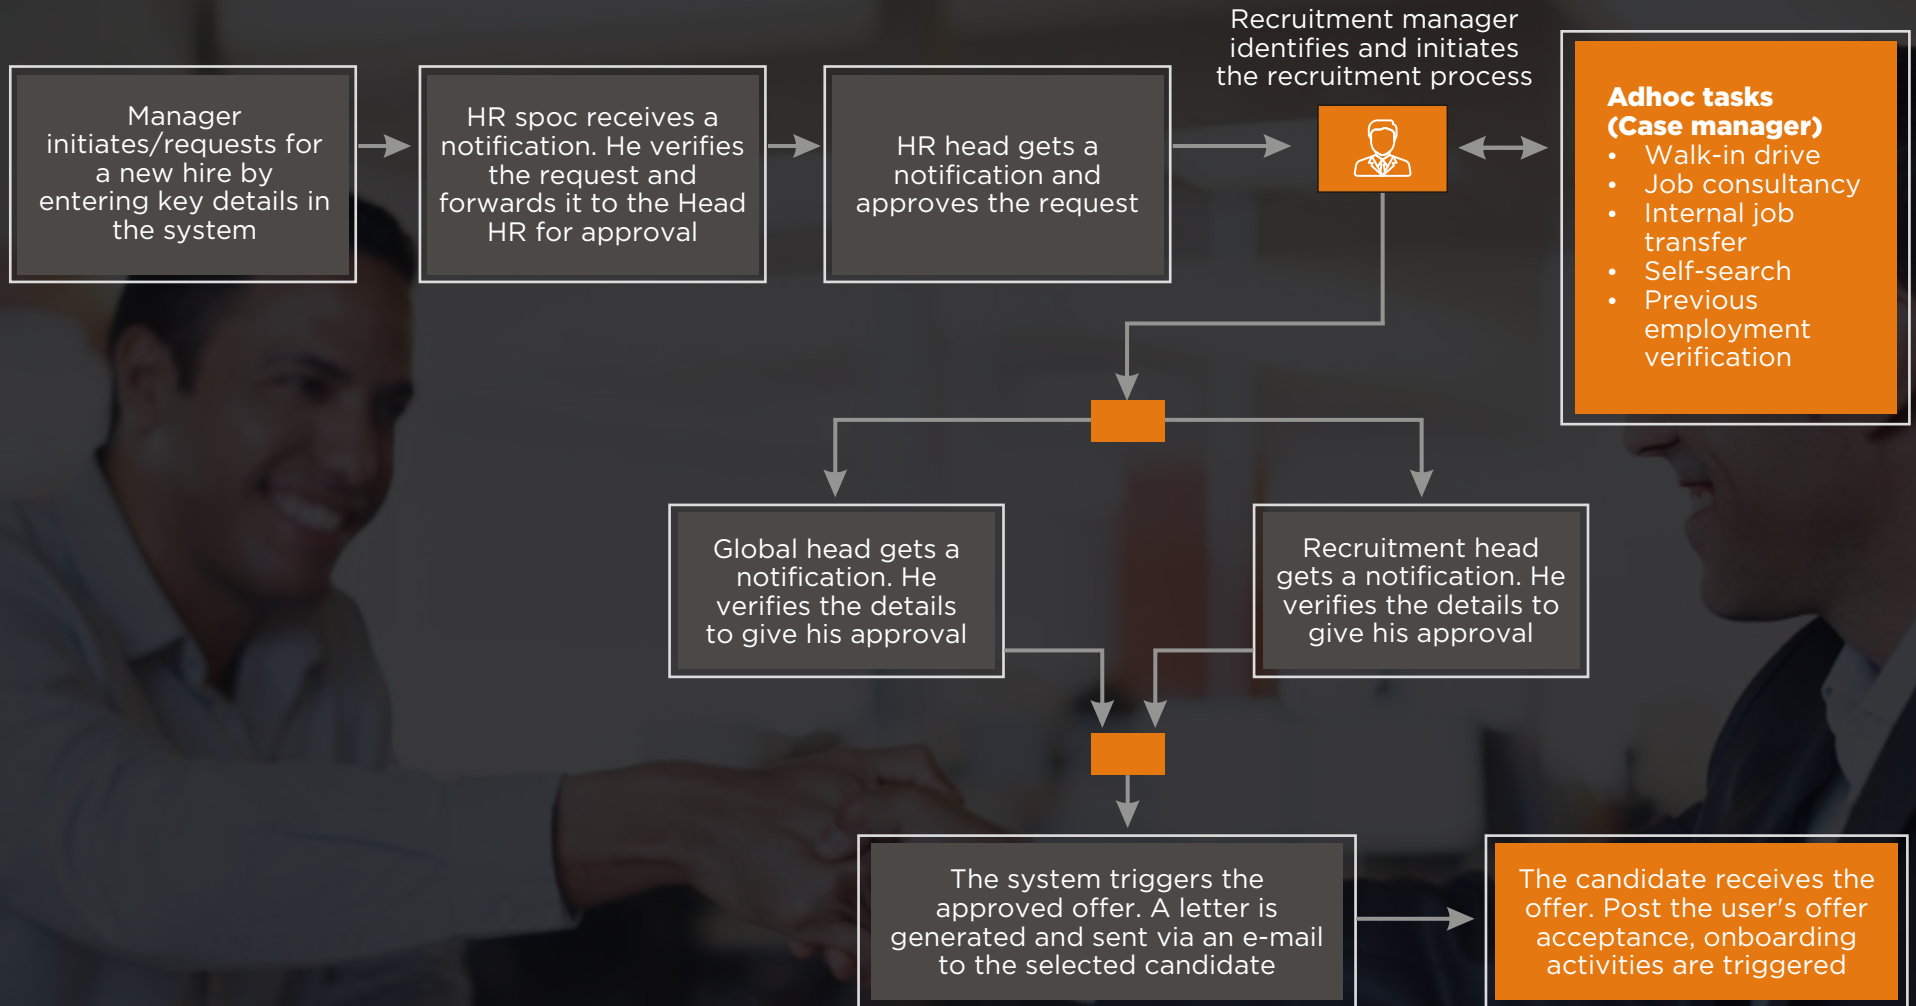 Manager
initiates/requests for
a new hire by
entering key details in
the system
HR spoc receives a
notification. He verifies
the request and
forwards it to the Head
HR for approval
HR head gets a
notification and
approves the request
Recruitment manager
identifies and initiates
the recruitment process
Adhoc tasks
(Case manager)
• Walk-in drive
• Job consultancy
• Internal job
transfer
• Self-search
• Previous
employment
verification
Global head gets a
notification. He
verifies the details
to give his approval
Recruitment head
gets a notification. He
verifies the details to
give his approval
The system triggers the
approved offer. A letter is
generated and sent via an e-mail
to the selected candidate
The candidate receives the
offer. Post the user's offer
acceptance, onboarding
activities are triggered